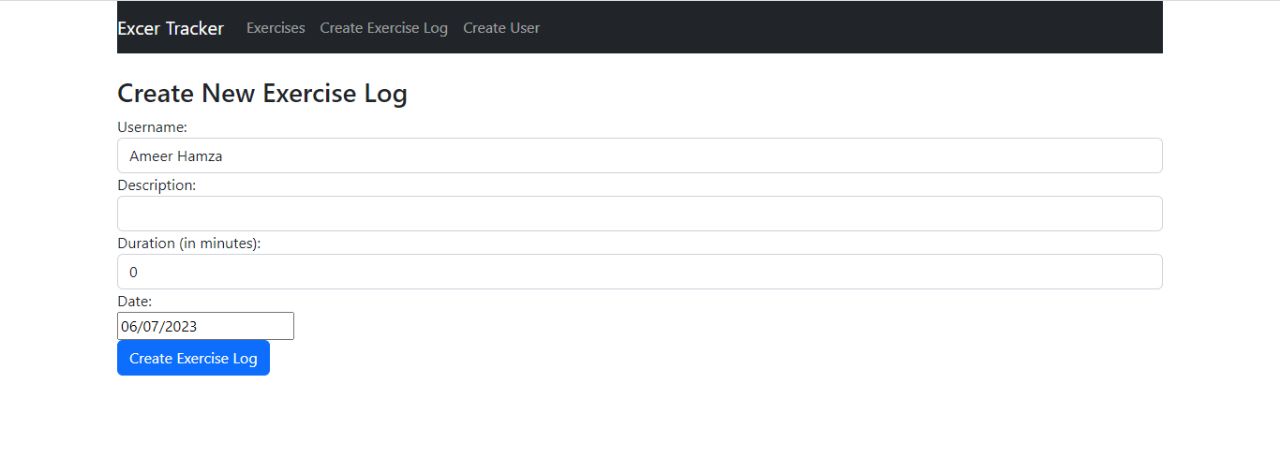 Excer Tracker Exercises Create Exercise Log Create User
Create New Exercise Log
Username:
Ameer Hamza
Description:
Duration (in minutes):
0
Date:
06/07/2023
Create Exercise Log